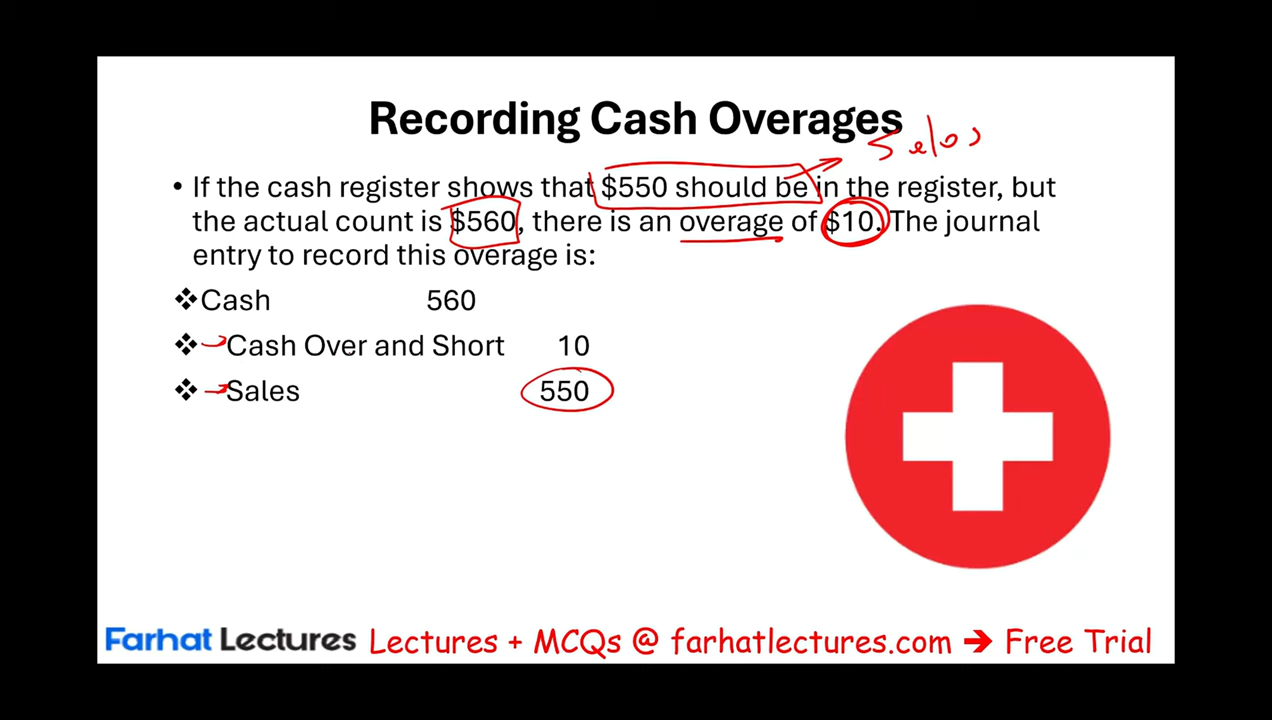 Recording Cash Overages
Sales
• If the cash register shows that $550 should be in the register, but
the actual count is $560, there is an overage of $10. The journal
entry to record this overage is:
❖Cash 560
❖ Cash Over and Short 10
❖ Sales 550
Farhat Lectures Lectures + MCQs @ farhatlectures.com ➔ Free Trial